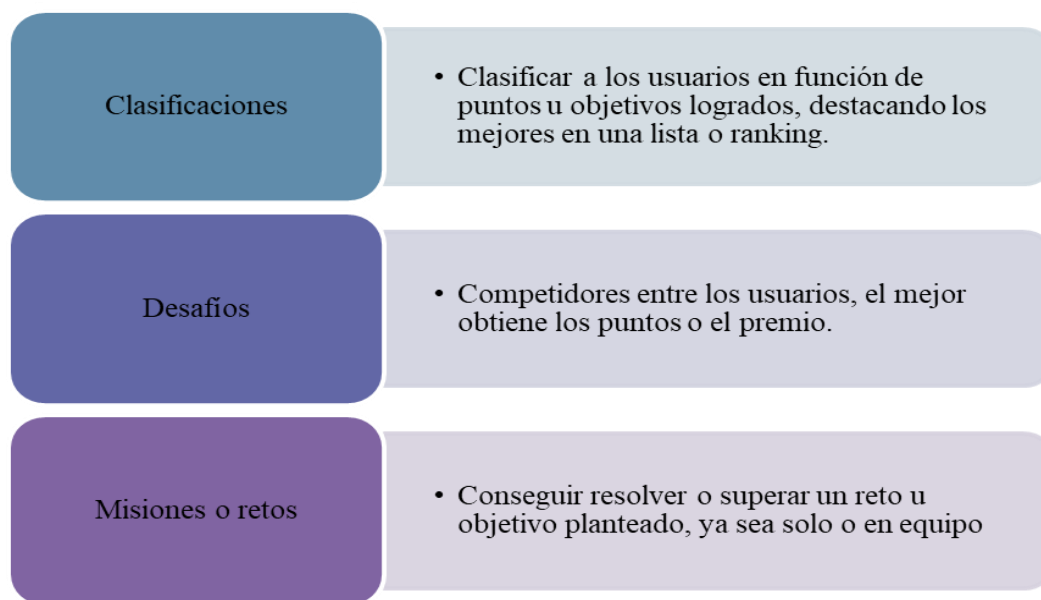 Clasificaciones
• Clasificar a los usuarios en función de
puntos u objetivos logrados, destacando los
mejores en una lista o ranking.
Desafíos
• Competidores entre los usuarios, el mejor
obtiene los puntos o el premio.
Misiones o retos
• Conseguir resolver o superar un reto u
objetivo planteado, ya sea solo o en equipo